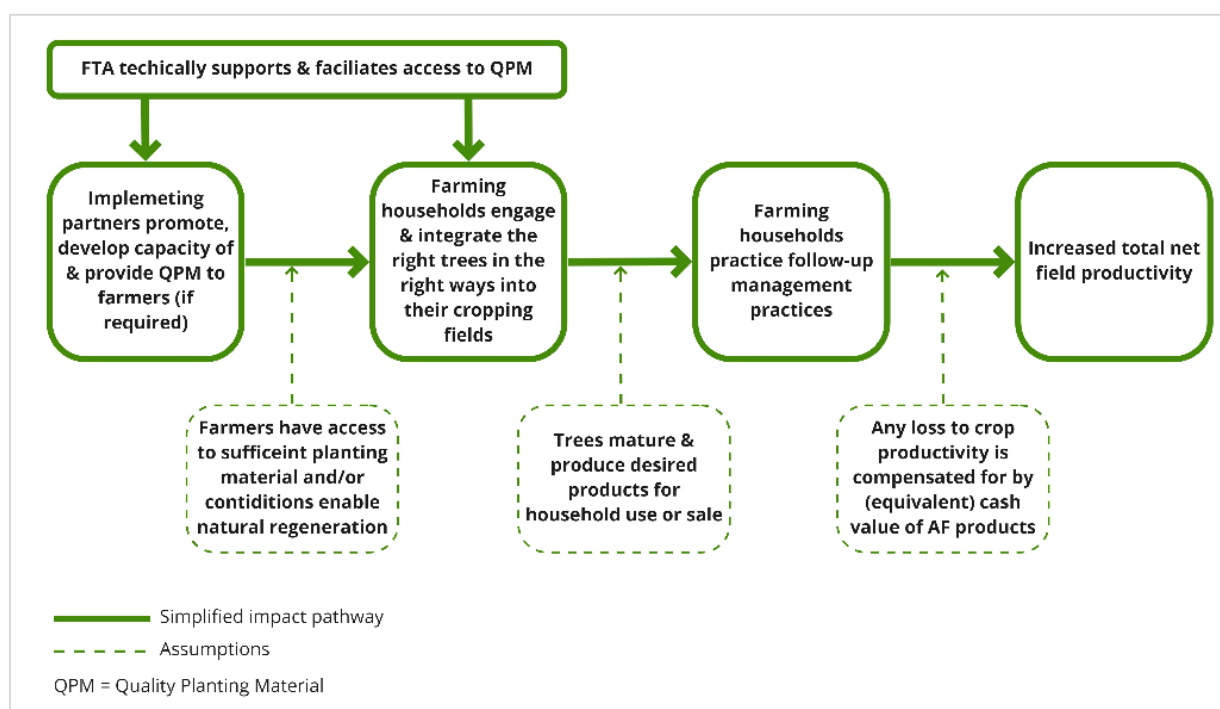 FTA techically supports & faciliates access to QPM
Implemeting
partners promote,
develop capacity of
& provide QPM to
farmers (if
required)
Farming
households engage
& integrate the
right trees in the
right ways into
their cropping
fields
Farming
households
practice follow-up
management
practices
Increased total net
field productivity
Farmers have access
to sufficeint planting
material and/or
contiditions enable
natural regeneration
Trees mature &
produce desired
products for
household use or sale
Any loss to crop
productivity is
compensated for by
(equivalent) cash
value of AF products
Simplified impact pathway
Assumptions
QPM = Quality Planting Material